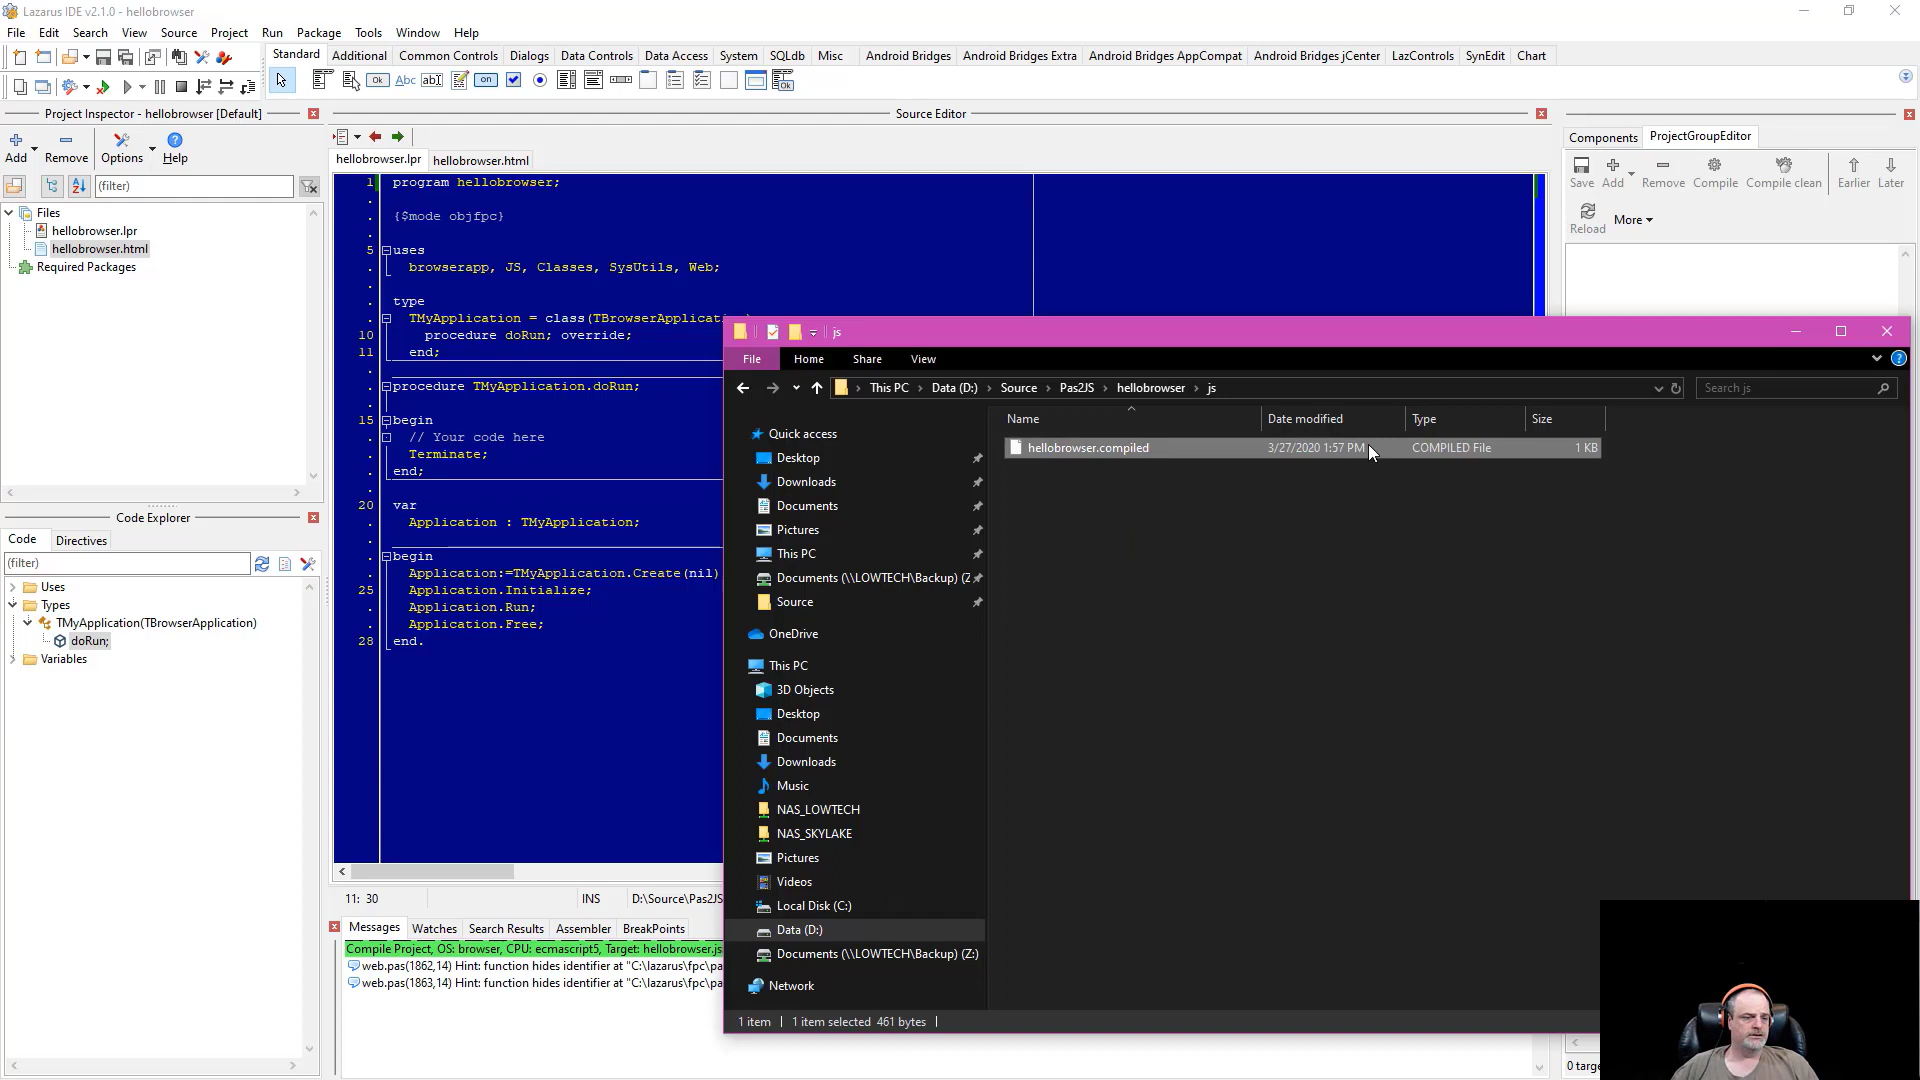 Lazarus IDE v2.1.0 - hellobrowser
File Edit Search View Source Project Run Package Tools Window Help
Standard Additional Common Controls Dialogs Data Controls Data Access System SQLdb Misc Android Bridges Android Bridges Extra Android Bridges AppCompat Android Bridges jCenter LazControls SynEdit Chart
Ok Abc ab on Ok
Project Inspector - hellobrowser [Default]
Add Remove Options Help
(filter)
Files
hellobrowser.lpr
hellobrowser.html
Required Packages
Code Explorer
Code Directives
(filter)
Uses
Types
TMyApplication(TBrowserApplication)
doRun;
Variables
Source Editor
hellobrowser.lpr hellobrowser.html
1 program hellobrowser;
{$mode objfpc}
5 uses
browserapp, JS, Classes, SysUtils, Web;
type
TMyApplication = class(TBrowserApplicati
10 procedure doRun; override;
11 end;
procedure TMyApplication.doRun;
15 begin
// Your code here
Terminate;
end;
20 var
Application : TMyApplication;
begin
Application:=TMyApplication.Create(nil)
25 Application.Initialize;
Application.Run;
Application.Free;
28 end.
11: 30 INS D:\Source\Pas2JS
Messages Watches Search Results Assembler BreakPoints
Compile Project, OS: browser, CPU: ecmascript5, Target: hellobrowser.js
web.pas(1862,14) Hint: function hides identifier at "C:\lazarus\fpc\pa
web.pas(1863,14) Hint: function hides identifier at "C:\lazarus\fpc\pa
Components ProjectGroupEditor
Save Add Remove Compile Compile clean Earlier Later
Reload More
0 targe
js
File Home Share View
This PC Data (D:) Source Pas2JS hellobrowser js
Search js
Name Date modified Type Size
hellobrowser.compiled 3/27/2020 1:57 PM COMPILED File 1 KB
Quick access
Desktop
Downloads
Documents
Pictures
This PC
Documents (\\LOWTECH\Backup) (Z
Source
OneDrive
This PC
3D Objects
Desktop
Documents
Downloads
Music
NAS_LOWTECH
NAS_SKYLAKE
Pictures
Videos
Local Disk (C:)
Data (D:)
Documents (\\LOWTECH\Backup) (Z:)
Network
1 item 1 item selected 461 bytes